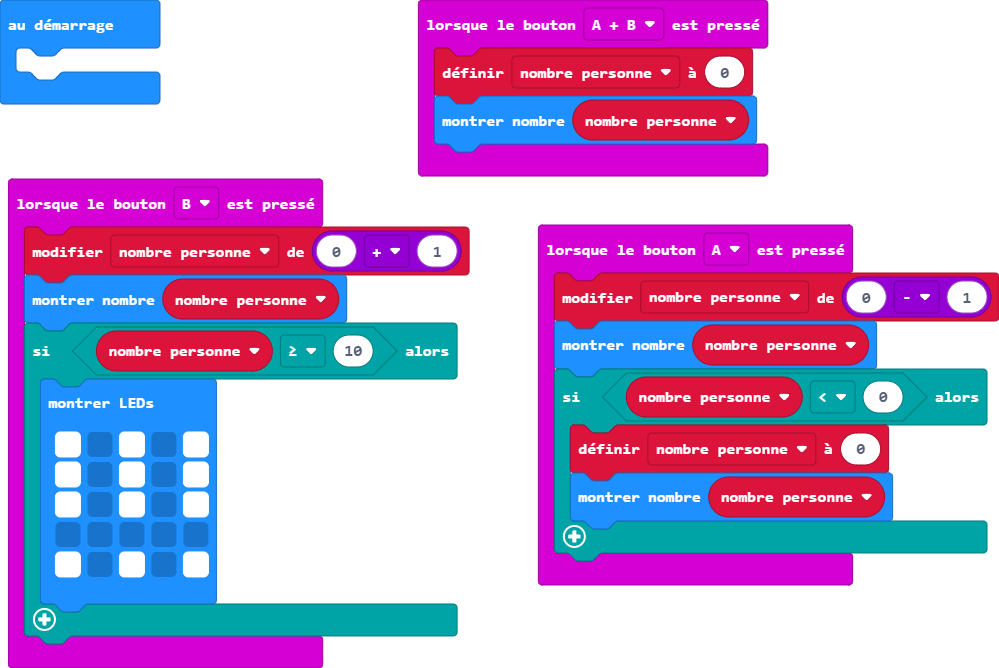 au démarrage
lorsque le bouton A + B est pressé
définir nombre personne à 0
montrer nombre nombre personne
lorsque le bouton B est pressé
modifier nombre personne de 0 + 1
montrer nombre nombre personne
si nombre personne ≥ 10 alors
montrer LEDs
lorsque le bouton A est pressé
modifier nombre personne de 0 - 1
montrer nombre nombre personne
si nombre personne < 0 alors
définir nombre personne à 0
montrer nombre nombre personne